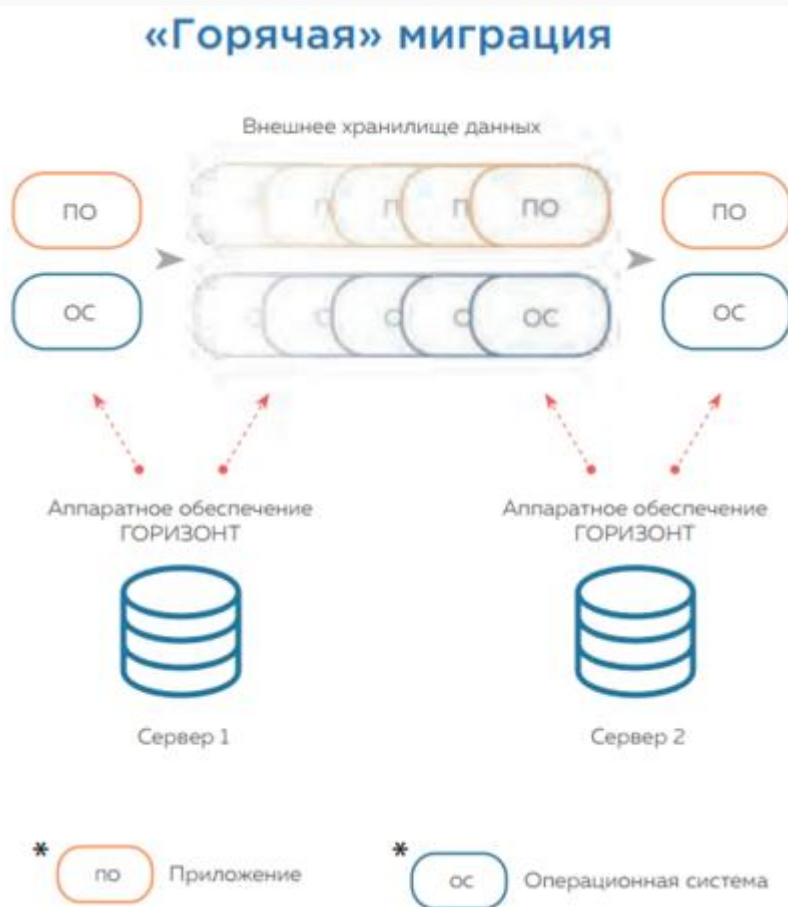 «Горячая» миграция
Внешнее хранилище данных
ПО
П
П
П
ПО
ПО
ОС
О
С
О
О
ОС
ОС
Аппаратное обеспечение
ГОРИЗОНТ
Аппаратное обеспечение
ГОРИЗОНТ
Сервер 1
Сервер 2
* ПО Приложение
* ОС Операционная система